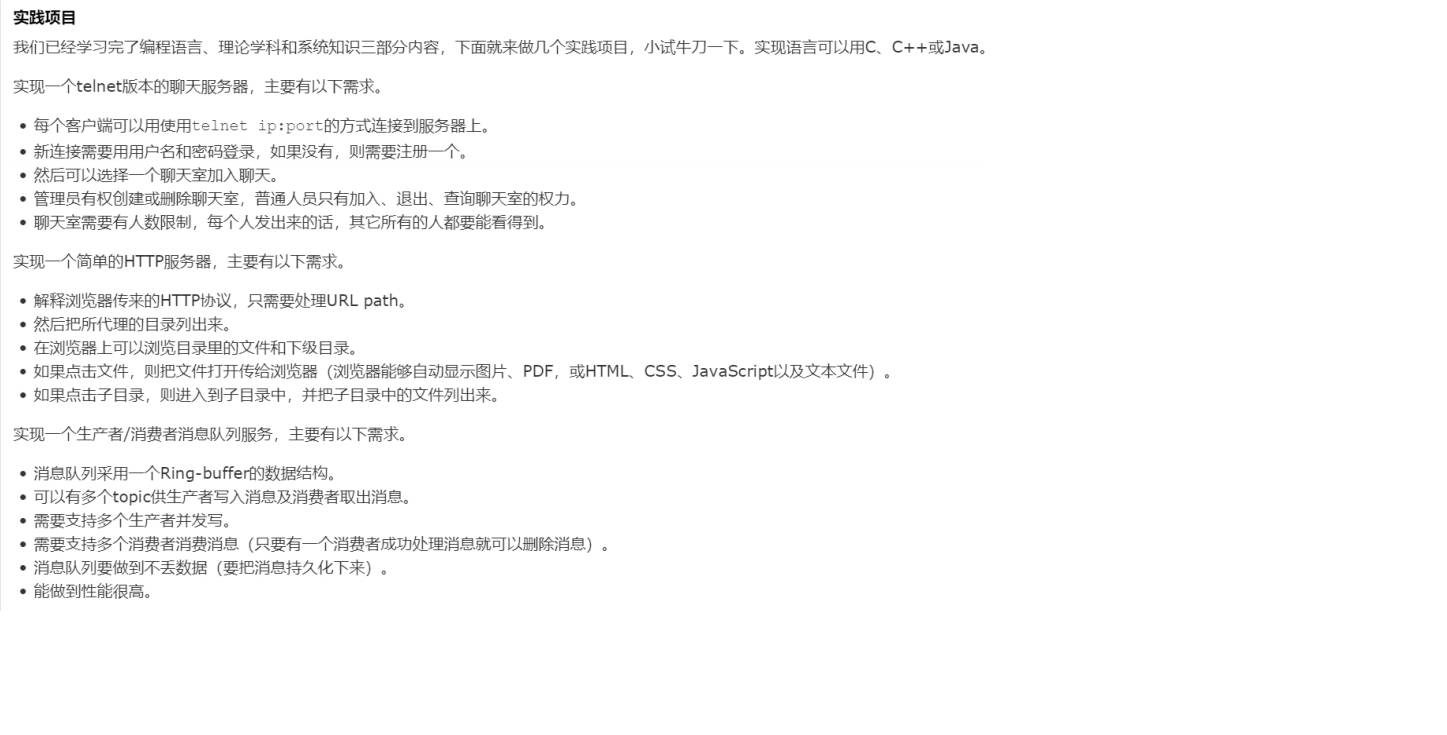 实践项目
我们已经学习完了编程语言、理论学科和系统知识三部分内容，下面就来做几个实践项目，小试牛刀一下。实现语言可以用C、C++或Java。
实现一个telnet版本的聊天服务器，主要有以下需求。
• 每个客户端可以用使用telnet ip:port的方式连接到服务器上。
• 新连接需要用用户名和密码登录，如果没有，则需要注册一个。
• 然后可以选择一个聊天室加入聊天。
• 管理员有权创建或删除聊天室，普通人员只有加入、退出、查询聊天室的权力。
• 聊天室需要有人数限制，每个人发出来的话，其它所有的人都要能看得到。
实现一个简单的HTTP服务器，主要有以下需求。
• 解释浏览器传来的HTTP协议，只需要处理URL path。
• 然后把所代理的目录列出来。
• 在浏览器上可以浏览目录里的文件和下级目录。
• 如果点击文件，则把文件打开传给浏览器（浏览器能够自动显示图片、PDF，或HTML、CSS、JavaScript以及文本文件）。
• 如果点击子目录，则进入到子目录中，并把子目录中的文件列出来。
实现一个生产者/消费者消息队列服务，主要有以下需求。
• 消息队列采用一个Ring-buffer的数据结构。
• 可以有多个topic供生产者写入消息及消费者取出消息。
• 需要支持多个生产者并发写。
• 需要支持多个消费者消费消息（只要有一个消费者成功处理消息就可以删除消息）。
• 消息队列要做到不丢数据（要把消息持久化下来）。
• 能做到性能很高。